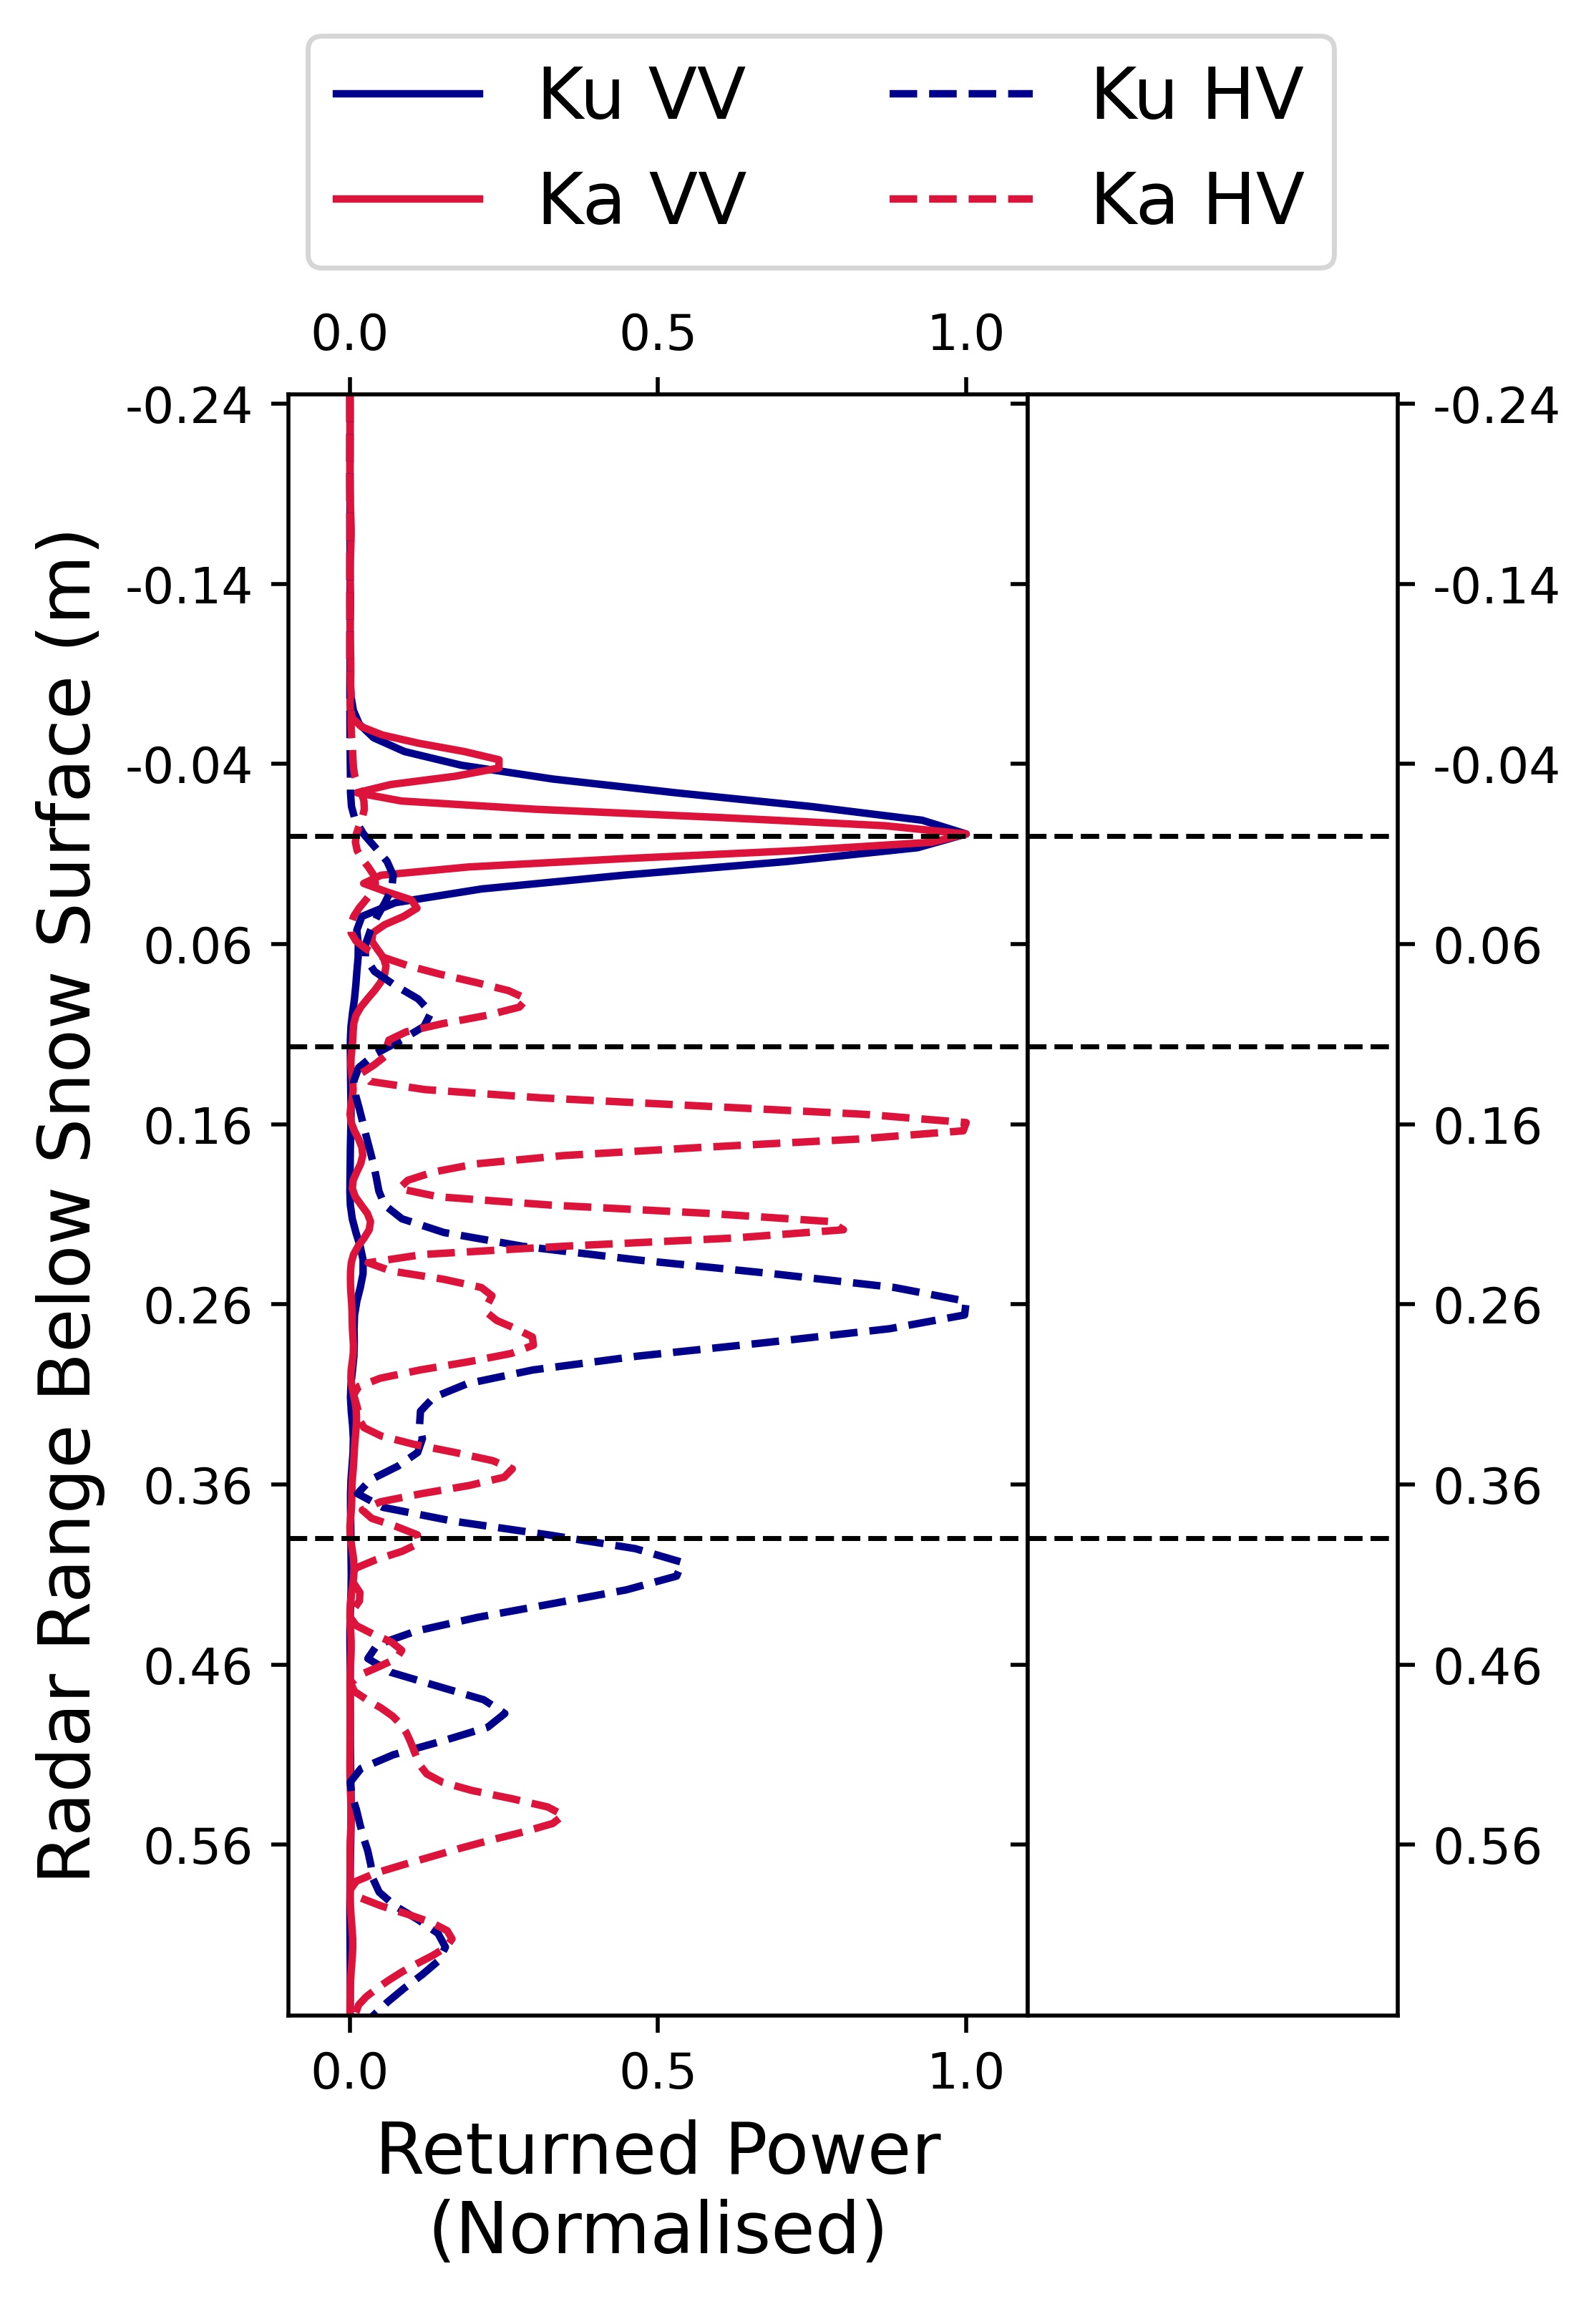 Ku VV Ku HV
Ka VV Ka HV
0.0 0.5 1.0
-0.24 -0.24
-0.14 -0.14
-0.04 -0.04
0.06 0.06
0.16 0.16
0.26 0.26
0.36 0.36
0.46 0.46
0.56 0.56
Radar Range Below Snow Surface (m)
0.0 0.5 1.0
Returned Power
(Normalised)